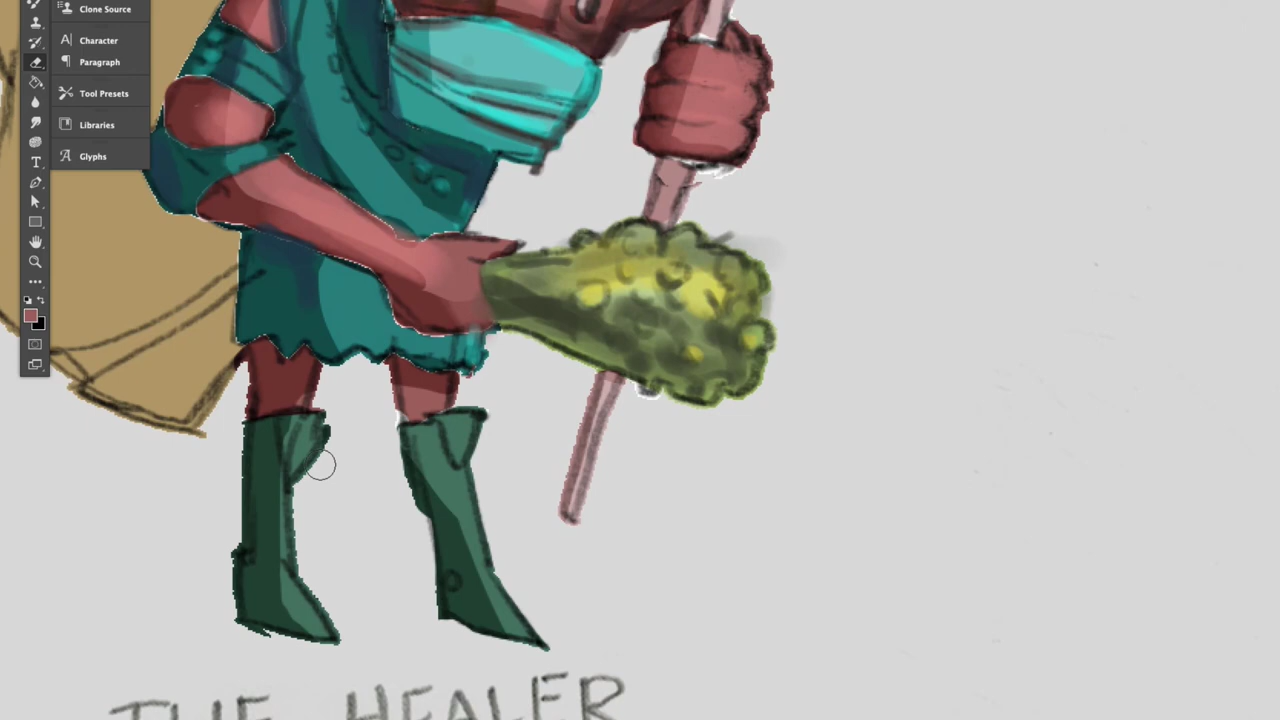 Clone Source
A| Character
¶ Paragraph
Tool Presets
Libraries
A Glyphs
T
THE HEALER